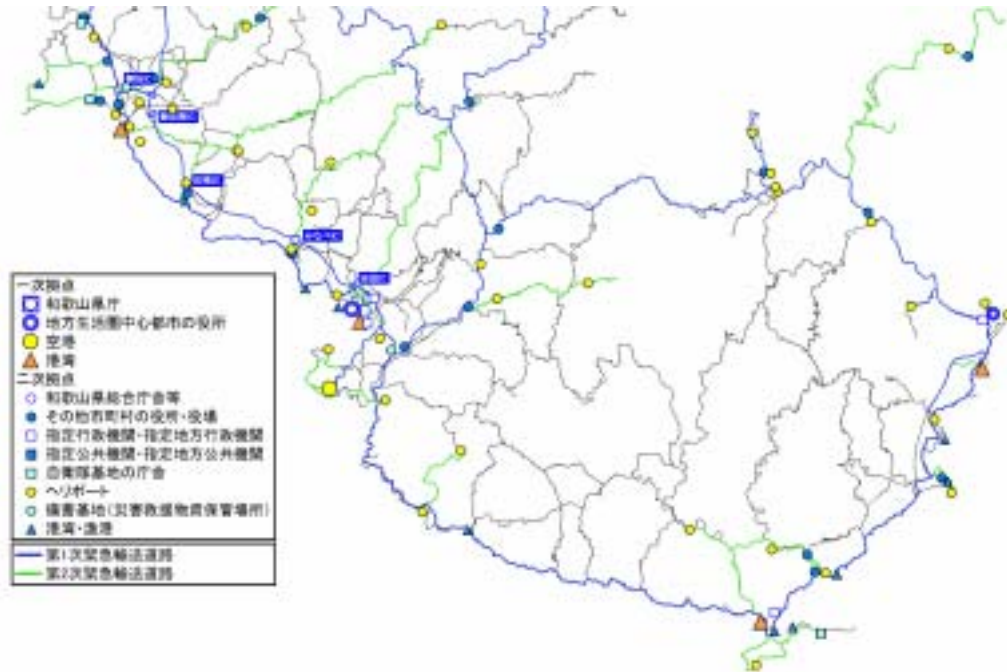 一次拠点
和歌山県庁
地方生活圏中心都市の役所
空港
港湾
二次拠点
和歌山県総合庁舎等
その他市町村の役所・役場
指定行政機関・指定地方行政機関
指定公共機関・指定地方公共機関
自衛隊基地の庁舎
ヘリポート
備蓄基地(災害救援物資保管場所)
港湾・漁港
第1次緊急輸送道路
第2次緊急輸送道路